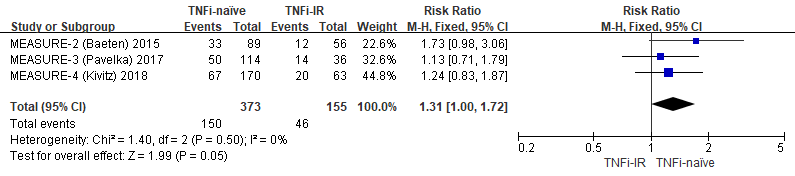 TNFi-naïve TNFi-IR Risk Ratio Risk Ratio
Study or Subgroup Events Total Events Total Weight M-H, Fixed, 95% CI M-H, Fixed, 95% CI
MEASURE-2 (Baeten) 2015 33 89 12 56 22.6% 1.73 [0.98, 3.06]
MEASURE-3 (Pavelka) 2017 50 114 14 36 32.6% 1.13 [0.71, 1.79]
MEASURE-4 (Kivitz) 2018 67 170 20 63 44.8% 1.24 [0.83, 1.87]
Total (95% CI) 373 155 100.0% 1.31 [1.00, 1.72]
Total events 150 46
Heterogeneity: Chi² = 1.40, df = 2 (P = 0.50); I² = 0%
Test for overall effect: Z = 1.99 (P = 0.05)
0.2 0.5 1 2 5
TNFi-IR TNFi-naïve